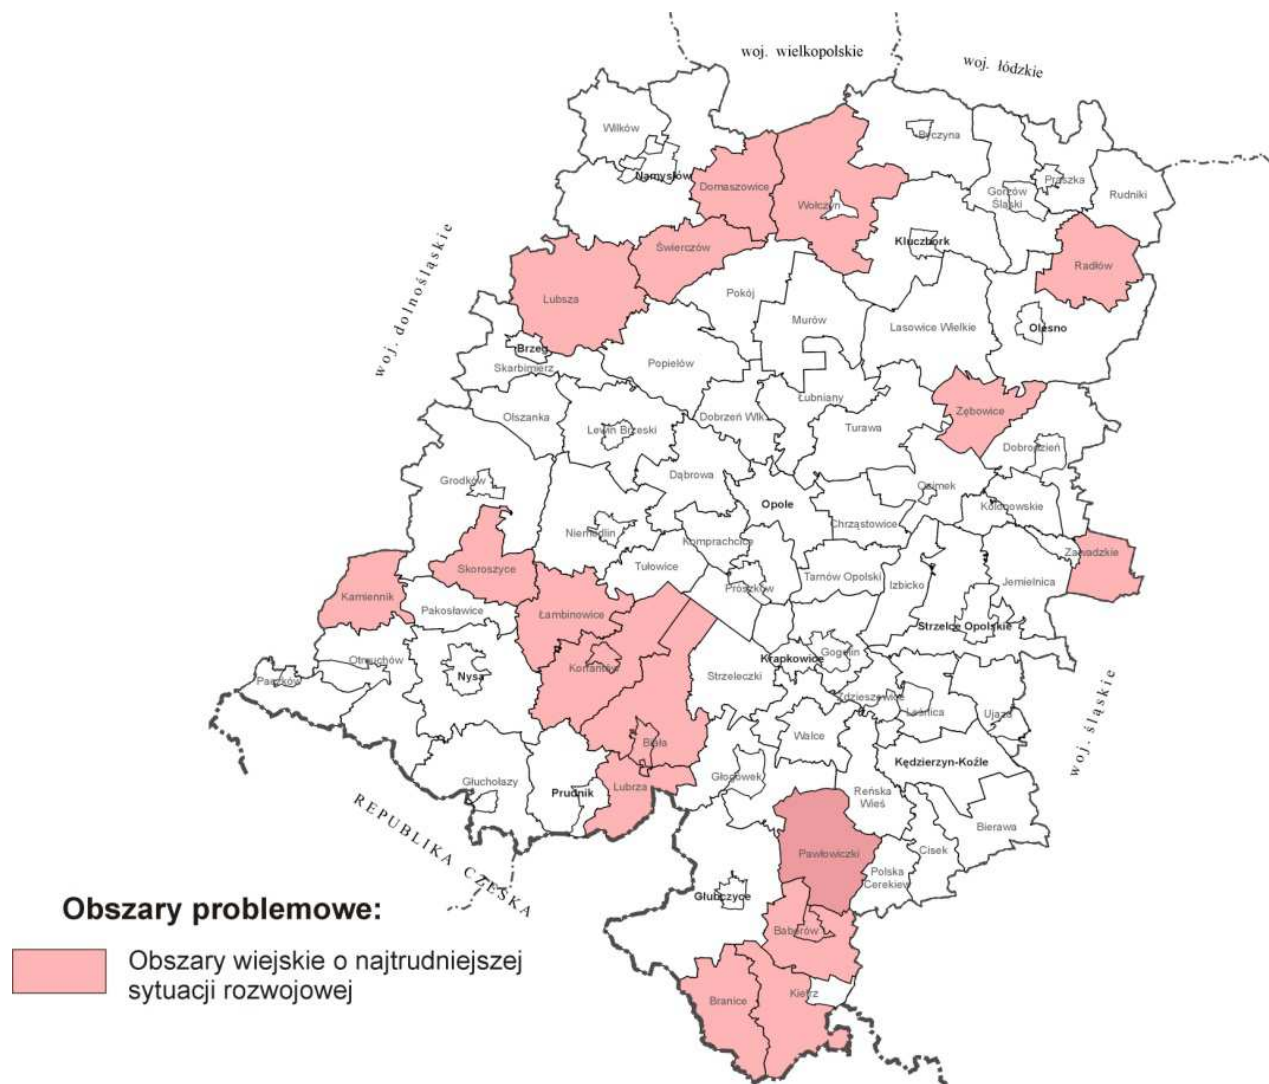 woj. wielkopolskie
woj. łódzkie
Wilków
Byczyna
Namysłów
Domaszowice
Wołczyn
Gorzów
Śląski
Praszka
Rudniki
Kluczbork
Świerczów
Radłów
woj. dolnośląskie
Lubsza
Pokój
Murów
Lasowice Wielkie
Olesno
Brzeg
Skarbimierz
Popielów
Łubniany
Zębowice
Olszanka
Lewin Brzeski
Dobrzeń Wlk.
Turawa
Dobrodzień
Grodków
Dąbrowa
Ozimek
Opole
Kolonowskie
Niemodlin
Komprachcice
Chrząstowice
Zawadzkie
Skoroszyce
Tułowice
Prószków
Tarnów Opolski
Izbicko
Jemielnica
Kamiennik
Pakosławice
Łambinowice
Strzelce Opolskie
Otmuchów
Korfantów
Krapkowice
Gogolin
Paczków
Nysa
Strzeleczki
Zdzieszowice
Leśnica
Ujazd
woj. śląskie
Biała
Walce
Kędzierzyn-Koźle
Głuchołazy
Prudnik
Lubrza
Głogówek
Reńska
Wieś
Bierawa
REPUBLIKA CZESKA
Pawłowiczki
Cisek
Polska
Cerekiew
Głubczyce
Baborów
Branice
Kietrz
Obszary problemowe:
Obszary wiejskie o najtrudniejszej
sytuacji rozwojowej